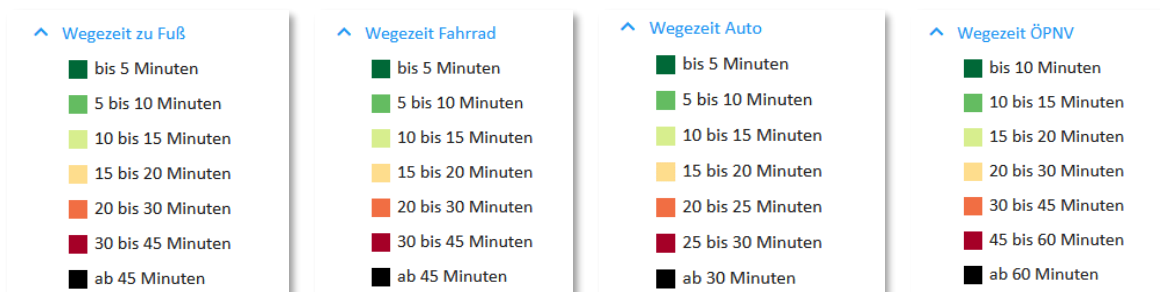 Wegezeit zu Fuß
bis 5 Minuten
5 bis 10 Minuten
10 bis 15 Minuten
15 bis 20 Minuten
20 bis 30 Minuten
30 bis 45 Minuten
ab 45 Minuten
Wegezeit Fahrrad
bis 5 Minuten
5 bis 10 Minuten
10 bis 15 Minuten
15 bis 20 Minuten
20 bis 30 Minuten
30 bis 45 Minuten
ab 45 Minuten
Wegezeit Auto
bis 5 Minuten
5 bis 10 Minuten
10 bis 15 Minuten
15 bis 20 Minuten
20 bis 25 Minuten
25 bis 30 Minuten
ab 30 Minuten
Wegezeit ÖPNV
bis 10 Minuten
10 bis 15 Minuten
15 bis 20 Minuten
20 bis 30 Minuten
30 bis 45 Minuten
45 bis 60 Minuten
ab 60 Minuten